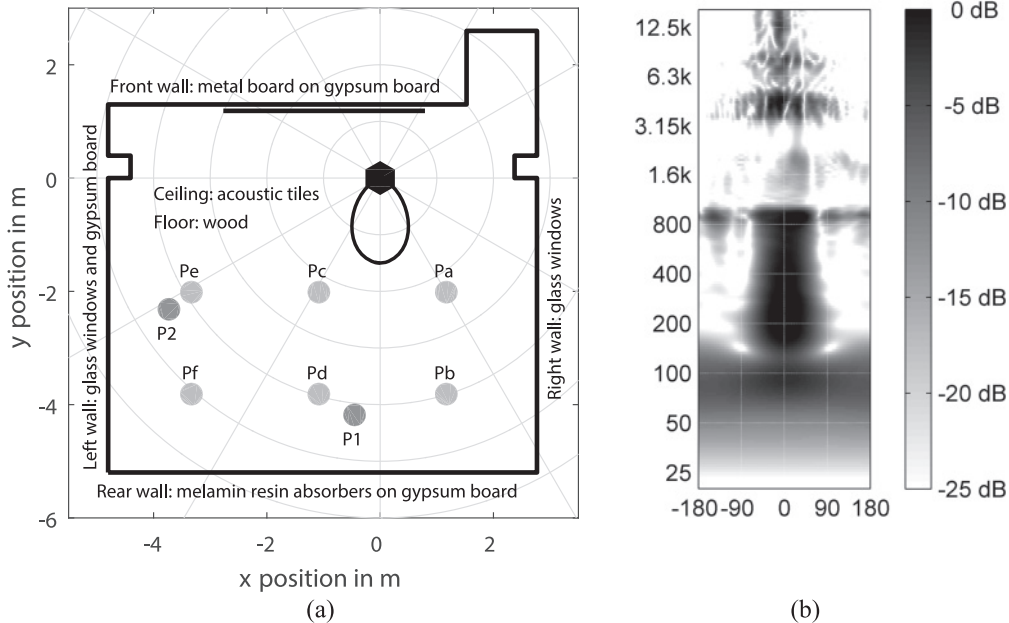 Front wall: metal board on gypsum board
Left wall: glass windows and gypsum board
Ceiling: acoustic tiles
Floor: wood
Right wall: glass windows
Pe
Pc
Pa
P2
Pf
Pd
Pb
P1
Rear wall: melamin resin absorbers on gypsum board
2
0
-2
-4
-6
y position in m
-4
-2
0
2
x position in m
(a)
12.5k
6.3k
3.15k
1.6k
800
400
200
100
50
25
-180
-90
0
90
180
0 dB
-5 dB
-10 dB
-15 dB
-20 dB
-25 dB
(b)